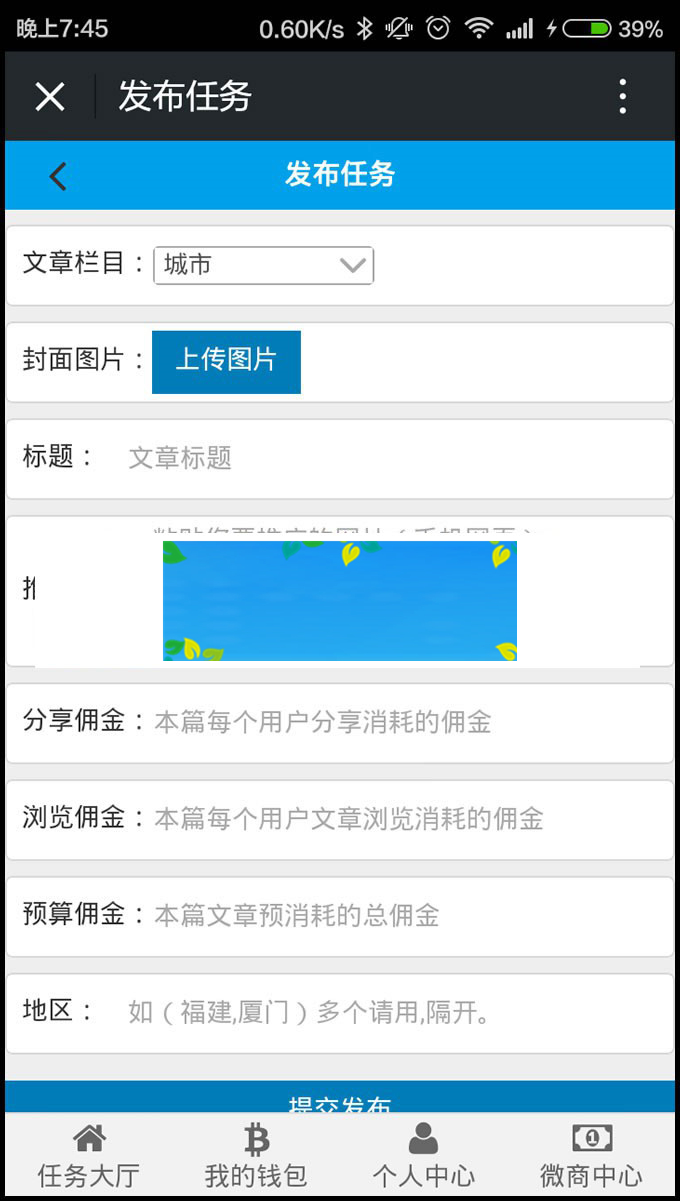 晚上7:45 0.60K/s 39%
发布任务
发布任务
文章栏目： 城市
封面图片： 上传图片
标题： 文章标题
分享佣金： 本篇每个用户分享消耗的佣金
浏览佣金： 本篇每个用户文章浏览消耗的佣金
预算佣金： 本篇文章预消耗的总佣金
地区： 如（福建,厦门）多个请用,隔开。
提交发布
任务大厅 我的钱包 个人中心 微商中心